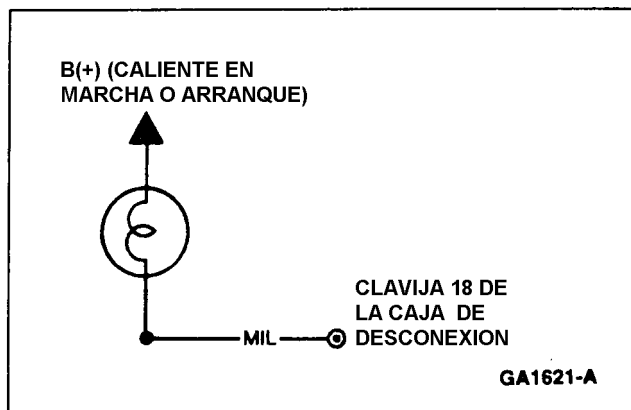 B(+) (CALIENTE EN
MARCHA O ARRANQUE)
CLAVIJA 18 DE
LA CAJA DE
MIL
DESCONEXION
GA1621-A